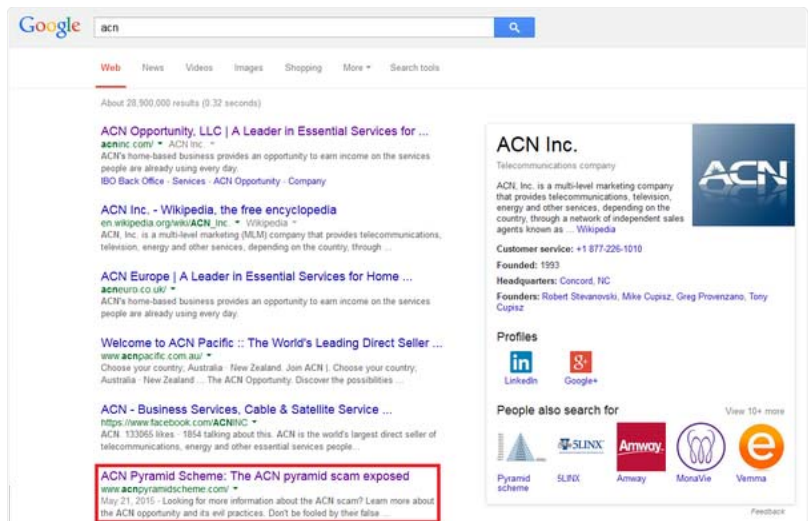 Google
acn
Web News Videos Images Shopping More Search tools
About 28,900,000 results (0.32 seconds)
ACN Opportunity, LLC | A Leader in Essential Services for ...
acninc.com/ ACN Inc.
ACN's home-based business provides an opportunity to earn income on the services
people are already using every day.
IBO Back Office - Services - ACN Opportunity - Company
ACN Inc. - Wikipedia, the free encyclopedia
en.wikipedia.org/wiki/ACN_Inc. Wikipedia
ACN, Inc. is a multi-level marketing (MLM) company that provides telecommunications,
television, energy and other services, depending on the country, through ...
ACN Europe | A Leader in Essential Services for Home ...
acneuro.co.uk/
ACN's home-based business provides an opportunity to earn income on the services
people are already using every day.
Welcome to ACN Pacific :: The World's Leading Direct Seller ...
www.acnpacific.com.au/
Choose your country; Australia · New Zealand. Join ACN |. Choose your country;
Australia · New Zealand ... The ACN Opportunity. Discover the possibilities ...
ACN - Business Services, Cable & Satellite Service ...
https://www.facebook.com/ACNINC
ACN. 133065 likes · 1854 talking about this. ACN is the world's largest direct seller of
telecommunications, energy and other essential services people...
ACN Pyramid Scheme: The ACN pyramid scam exposed
www.acnpyramidscheme.com/
May 21, 2015 - Looking for more information about the ACN scam? Learn more about
the ACN opportunity and its evil practices. Don't be fooled by their false ...
ACN Inc.
Telecommunications company
ACN
ACN, Inc. is a multi-level marketing company
that provides telecommunications, television,
energy and other services, depending on the
country, through a network of independent sales
agents known as ... Wikipedia
Customer service: +1 877-226-1010
Founded: 1993
Headquarters: Concord, NC
Founders: Robert Stevanovski, Mike Cupisz, Greg Provenzano, Tony
Cupisz
Profiles
in
g+
LinkedIn Google+
People also search for View 10+ more
5LINX Amway
Pyramid
scheme
5LINX Amway MonaVie Vemma
Feedback